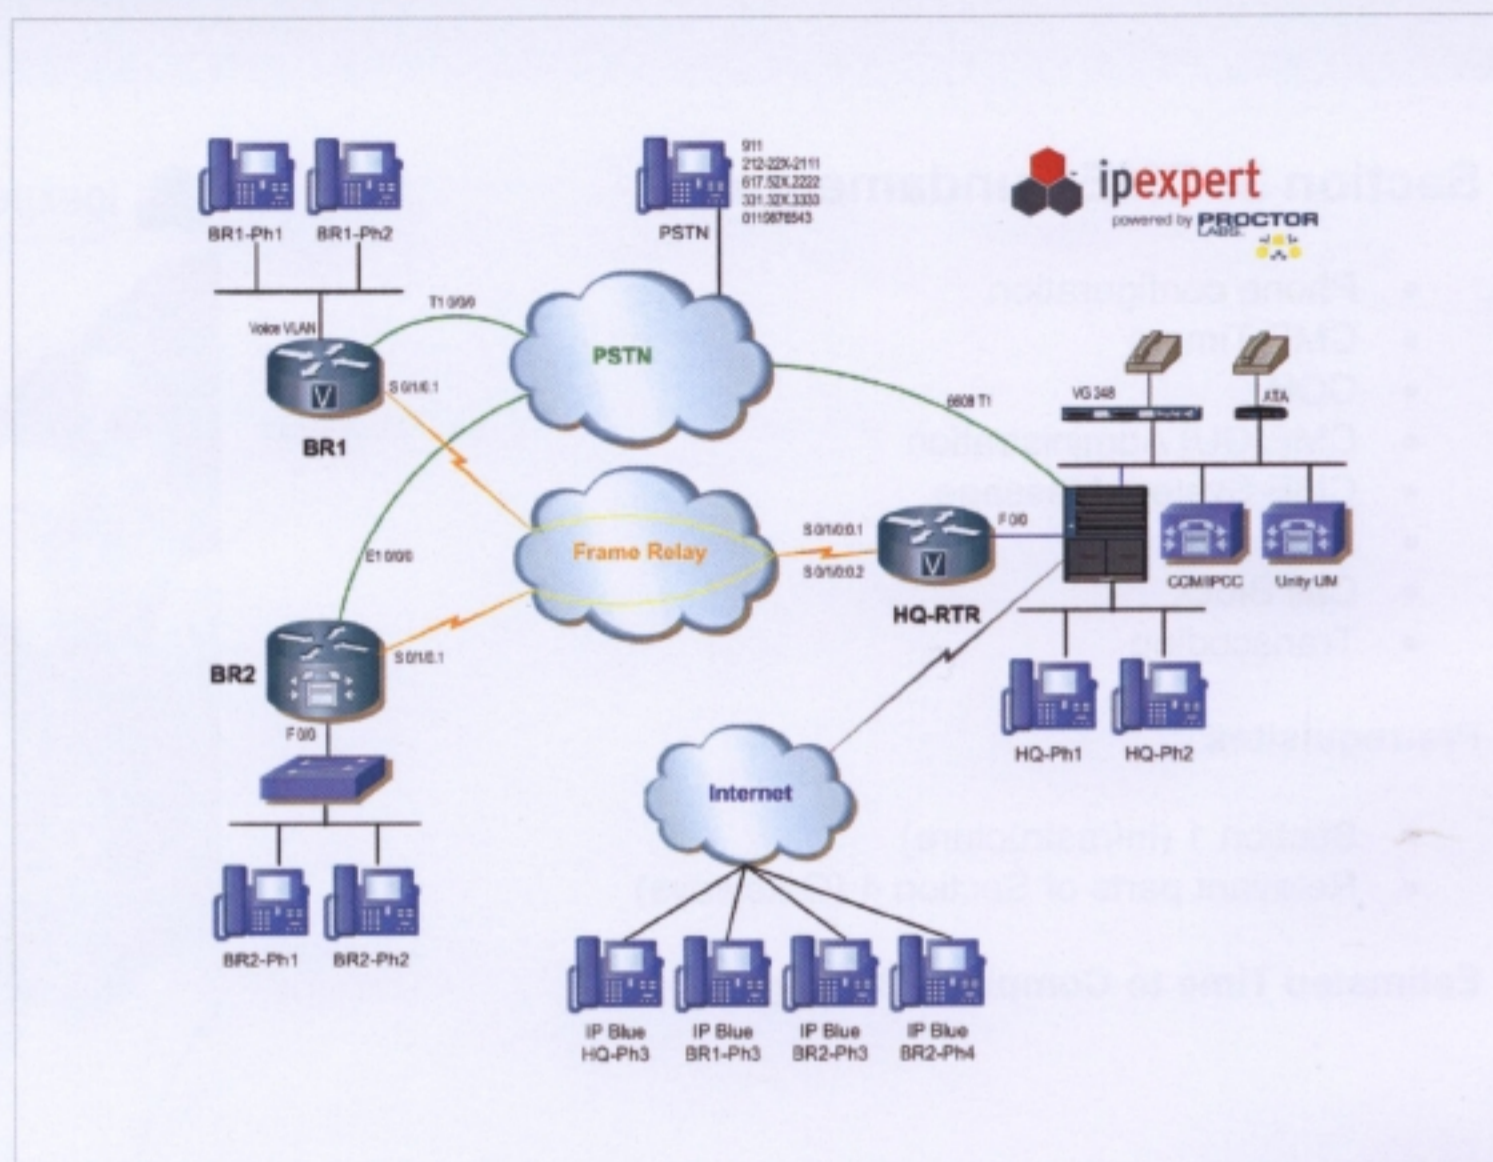 BR1-Ph1
BR1-Ph2
PSTN
911
212-22X-2111
617.52X.2222
331.32X.3333
0119876543
ipexpert
powered by PROCTOR
LABS.
Voice VLAN
T1 0/0/0
PSTN
S 0/1/0.1
BR1
6608 T1
VG 248
ATA
E1 0/0/0
Frame Relay
S 0/1/0:0.1
S 0/1/0:0.2
F 0/0
HQ-RTR
CCM/IPCC
Unity UM
BR2
S 0/1/0.1
F 0/0
HQ-Ph1
HQ-Ph2
Internet
BR2-Ph1
BR2-Ph2
IP Blue
HQ-Ph3
IP Blue
BR1-Ph3
IP Blue
BR2-Ph3
IP Blue
BR2-Ph4